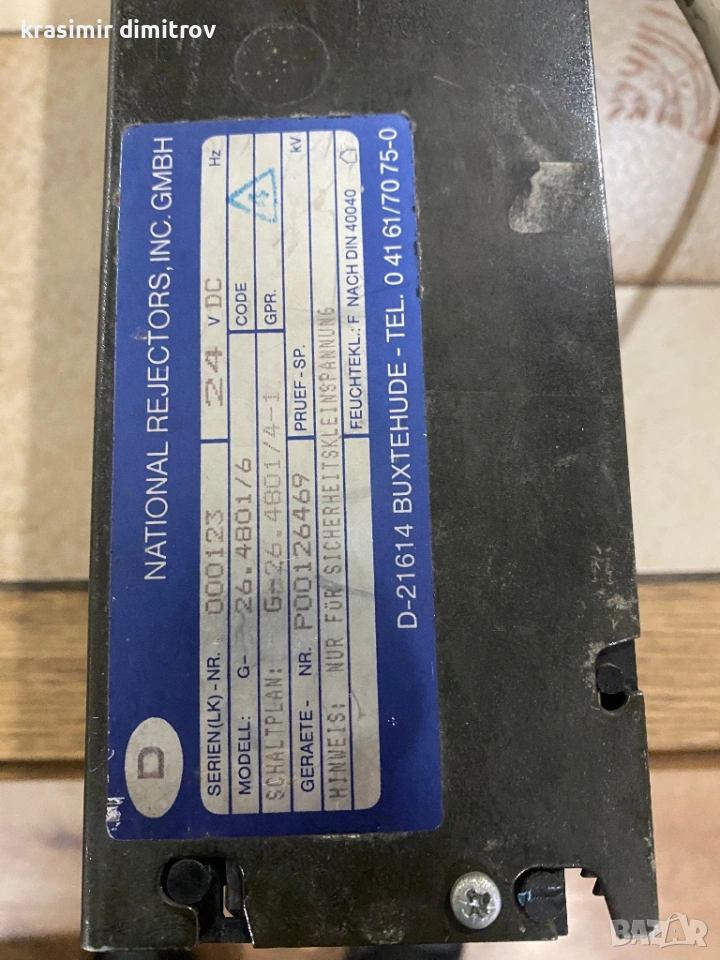 krasimir dimitrov
D
NATIONAL REJECTORS, INC. GMBH
SERIEN(LK)-NR. 000123 24 V DC Hz
MODELL: G- 26.4801/6 CODE
SCHALTPLAN: G-26.4801/4-1 GPR.
GERAETE- NR. P00126469 PRUEF-SP. kV
HINWEIS: NUR FÜR SICHERHEITSKLEINSPANNUNG
FEUCHTEKL.: F NACH DIN 40040
D-21614 BUXTEHUDE - TEL. 0 41 61/70 75-0
BAZAR